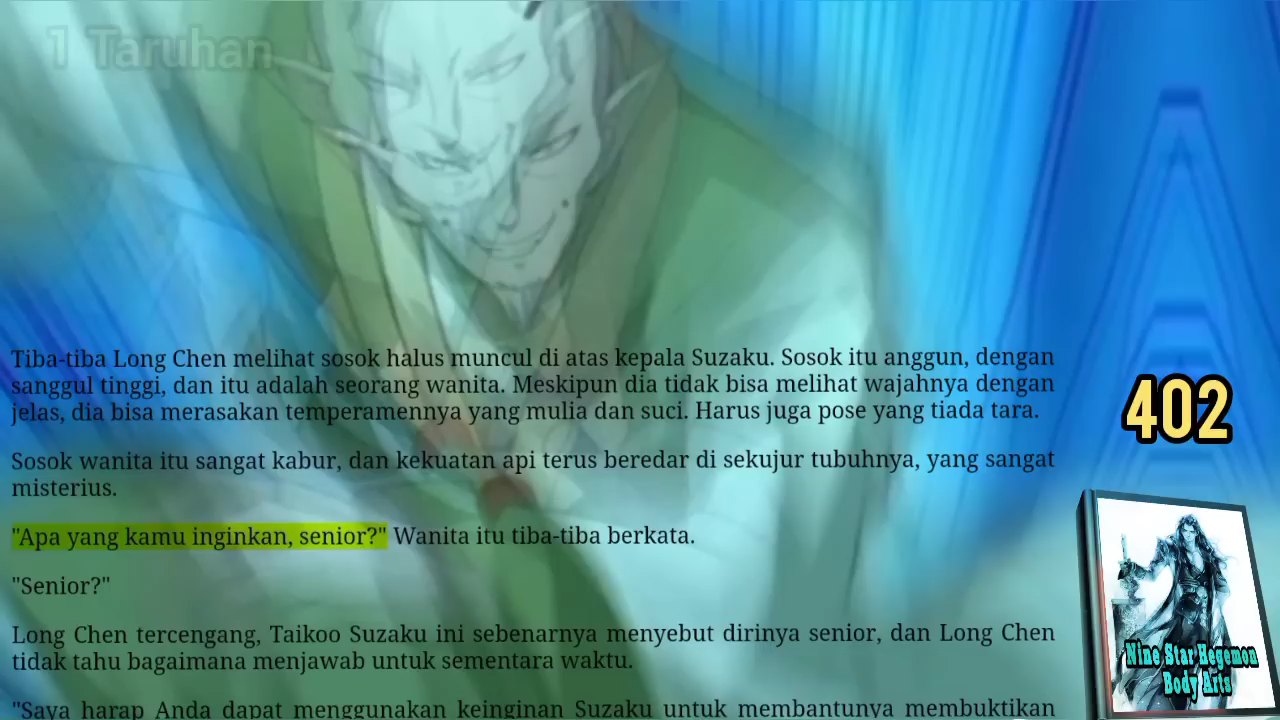 1 Taruhan
Tiba-tiba Long Chen melihat sosok halus muncul di atas kepala Suzaku. Sosok itu anggun, dengan
sanggul tinggi, dan itu adalah seorang wanita. Meskipun dia tidak bisa melihat wajahnya dengan
jelas, dia bisa merasakan temperamennya yang mulia dan suci. Harus juga pose yang tiada tara.
Sosok wanita itu sangat kabur, dan kekuatan api terus beredar di sekujur tubuhnya, yang sangat
misterius.
"Apa yang kamu inginkan, senior?" Wanita itu tiba-tiba berkata.
"Senior?"
Long Chen tercengang, Taikoo Suzaku ini sebenarnya menyebut dirinya senior, dan Long Chen
tidak tahu bagaimana menjawab untuk sementara waktu.
"Saya harap Anda dapat menggunakan keinginan Suzaku untuk membantunya membuktikan
402
Nine Star Hegemon
Body Arts